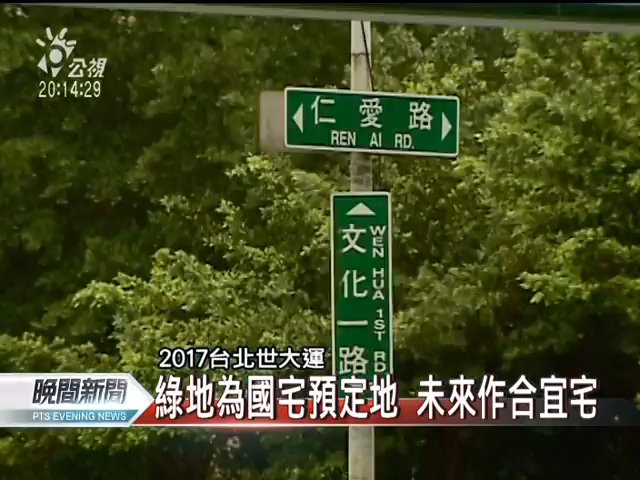 公視
20:14:29
仁愛路
REN AI RD.
文化一路
WEN HUA 1ST RD
2017台北世大運
晚間新聞
PTS EVENING NEWS
綠地為國宅預定地 未來作合宜宅